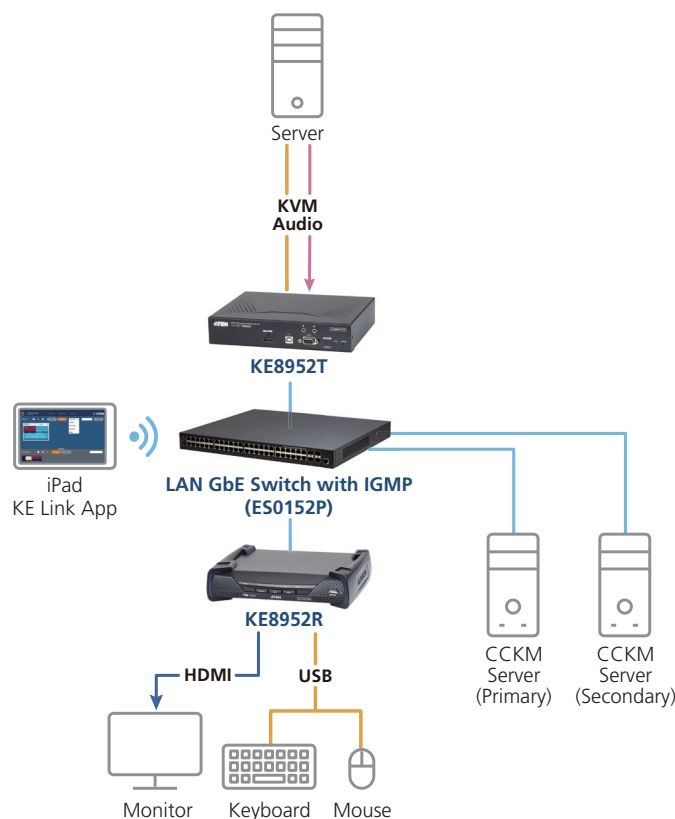 Server
KVM
Audio
ATEN
KE8952T
iPad
KE Link App
LAN GbE Switch with IGMP
(ES0152P)
KE8952R
HDMI
USB
CCKM
Server
(Primary)
CCKM
Server
(Secondary)
Monitor
Keyboard
Mouse